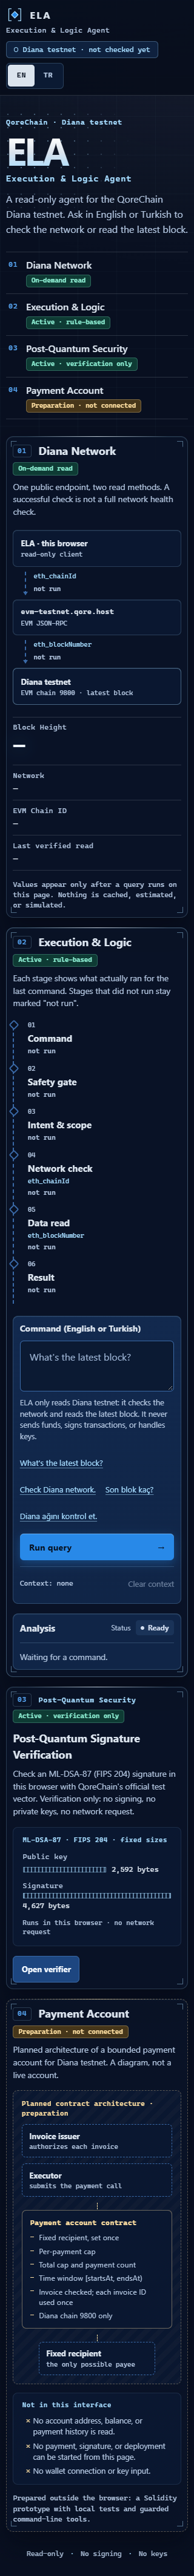 ELA
Execution & Logic Agent
Diana testnet · not checked yet
EN TR
QoreChain · Diana testnet
ELA
Execution & Logic Agent
A read-only agent for the QoreChain
Diana testnet. Ask in English or Turkish to
check the network or read the latest block.
01 Diana Network
On-demand read
02 Execution & Logic
Active · rule-based
03 Post-Quantum Security
Active · verification only
04 Payment Account
Preparation · not connected
01 Diana Network
On-demand read
One public endpoint, two read methods. A
successful check is not a full network health
check.
ELA · this browser
read-only client
eth_chainId
not run
evm-testnet.qore.host
EVM JSON-RPC
eth_blockNumber
not run
Diana testnet
EVM chain 9800 · latest block
Block Height
—
Network
—
EVM Chain ID
—
Last verified read
—
Values appear only after a query runs on
this page. Nothing is cached, estimated,
or simulated.
02 Execution & Logic
Active · rule-based
Each stage shows what actually ran for the
last command. Stages that did not run stay
marked “not run”.
01
Command
not run
02
Safety gate
not run
03
Intent & scope
not run
04
Network check
eth_chainId
not run
05
Data read
eth_blockNumber
not run
06
Result
not run
Command (English or Turkish)
What's the latest block?
ELA only reads Diana testnet: it checks the
network and reads the latest block. It never
sends funds, signs transactions, or handles
keys.
What's the latest block?
Check Diana network. Son blok kaç?
Diana ağını kontrol et.
Run query →
Context: none Clear context
Analysis Status Ready
Waiting for a command.
03 Post-Quantum Security
Active · verification only
Post-Quantum Signature
Verification
Check an ML-DSA-87 (FIPS 204) signature in
this browser with QoreChain's official test
vector. Verification only: no signing, no
private keys, no network request.
ML-DSA-87 · FIPS 204 · fixed sizes
Public key
2,592 bytes
Signature
4,627 bytes
Runs in this browser · no network
request
Open verifier
04 Payment Account
Preparation · not connected
Planned architecture of a bounded payment
account for Diana testnet. A diagram, not a
live account.
Planned contract architecture ·
preparation
Invoice issuer
authorizes each invoice
Executor
submits the payment call
Payment account contract
— Fixed recipient, set once
— Per-payment cap
— Total cap and payment count
— Time window [startsAt, endsAt)
— Invoice checked; each invoice ID
used once
— Diana chain 9800 only
Fixed recipient
the only possible payee
Not in this interface
× No account address, balance, or
payment history is read.
× No payment, signature, or deployment
can be started from this page.
× No wallet connection or key input.
Prepared outside the browser: a Solidity
prototype with local tests and guarded
command-line tools.
Read-only · No signing · No keys